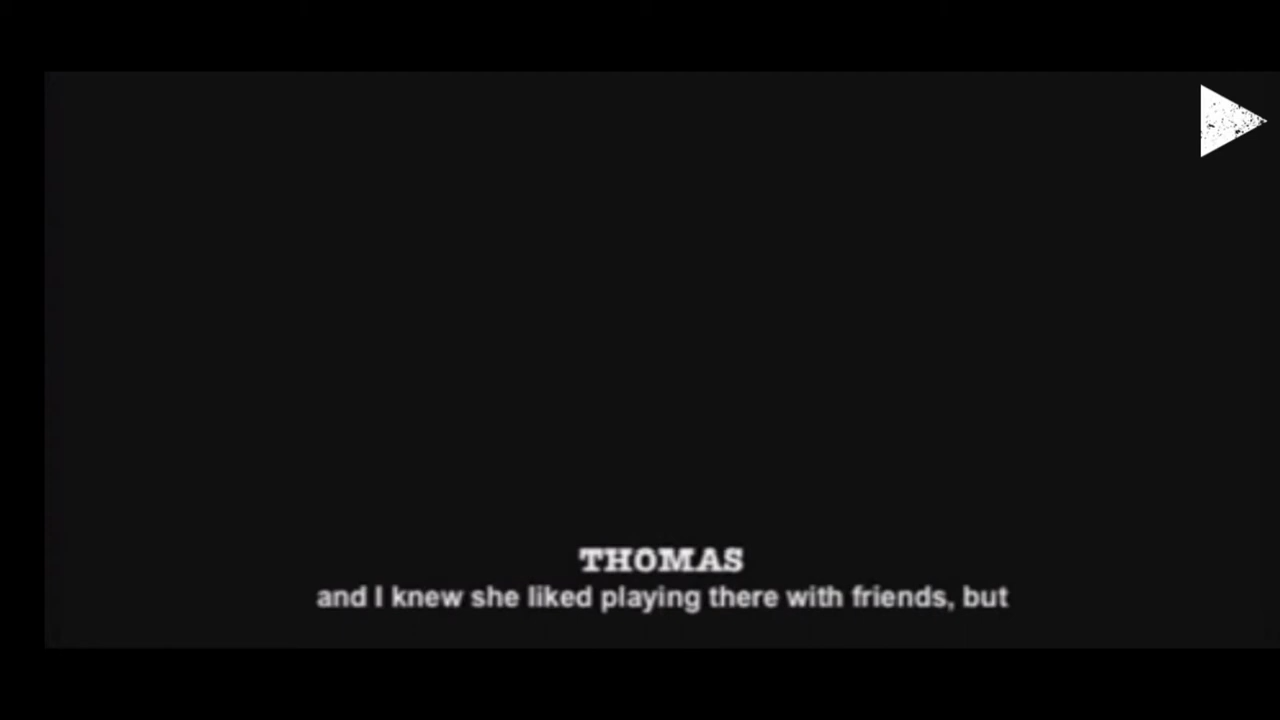 THOMAS
and I knew she liked playing there with friends, but